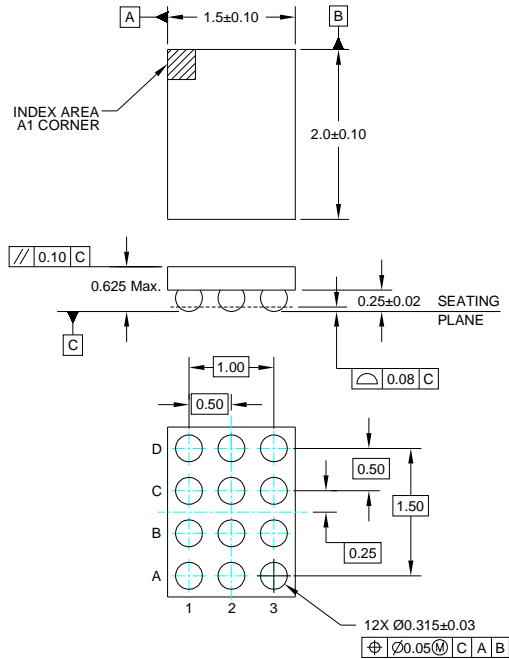 A
1.5±0.10
B
INDEX AREA
A1 CORNER
2.0±0.10
// 0.10 C
0.625 Max.
0.25±0.02
SEATING
PLANE
C
⌓ 0.08 C
1.00
0.50
D
C
B
A
0.50
1.50
0.25
1 2 3
12X Ø0.315±0.03
⌖ Ø0.05Ⓜ C A B